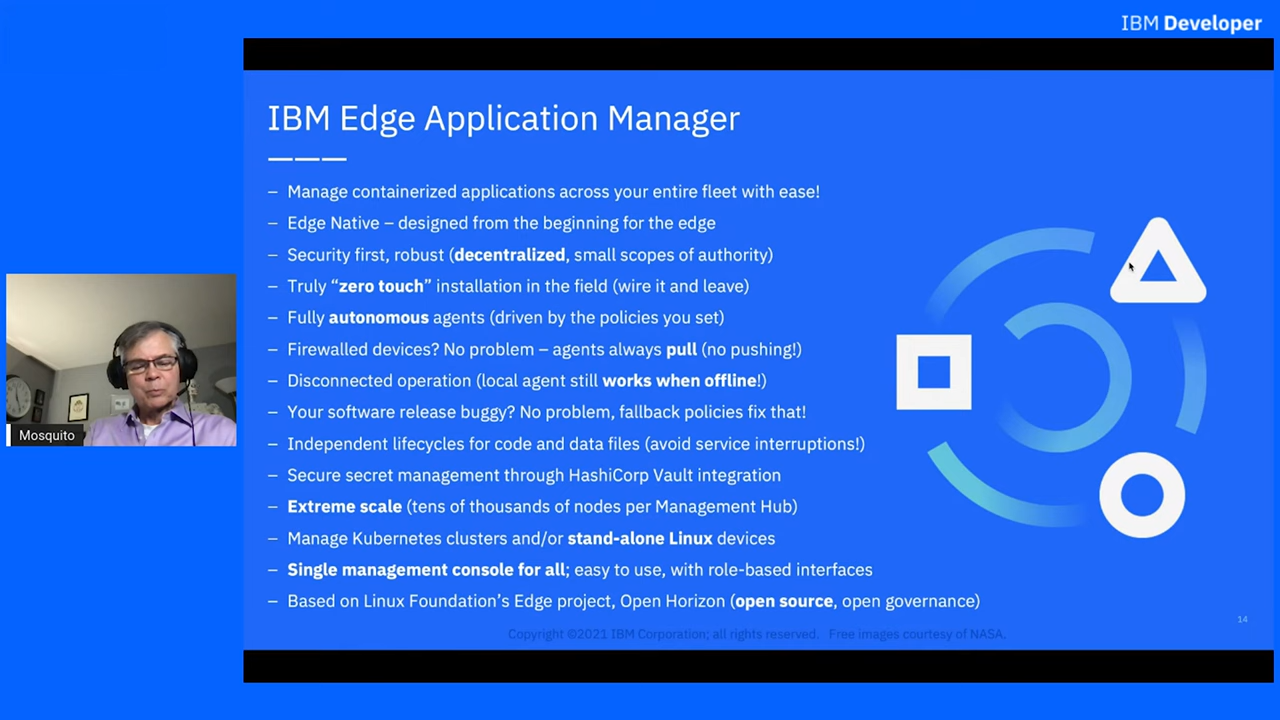 IBM Developer
IBM Edge Application Manager
– Manage containerized applications across your entire fleet with ease!
– Edge Native – designed from the beginning for the edge
– Security first, robust (decentralized, small scopes of authority)
– Truly “zero touch” installation in the field (wire it and leave)
– Fully autonomous agents (driven by the policies you set)
– Firewalled devices? No problem – agents always pull (no pushing!)
– Disconnected operation (local agent still works when offline!)
– Your software release buggy? No problem, fallback policies fix that!
– Independent lifecycles for code and data files (avoid service interruptions!)
– Secure secret management through HashiCorp Vault integration
– Extreme scale (tens of thousands of nodes per Management Hub)
– Manage Kubernetes clusters and/or stand-alone Linux devices
– Single management console for all; easy to use, with role-based interfaces
– Based on Linux Foundation’s Edge project, Open Horizon (open source, open governance)
Copyright ©2021 IBM Corporation; all rights reserved. Free images courtesy of NASA.
14
Mosquito